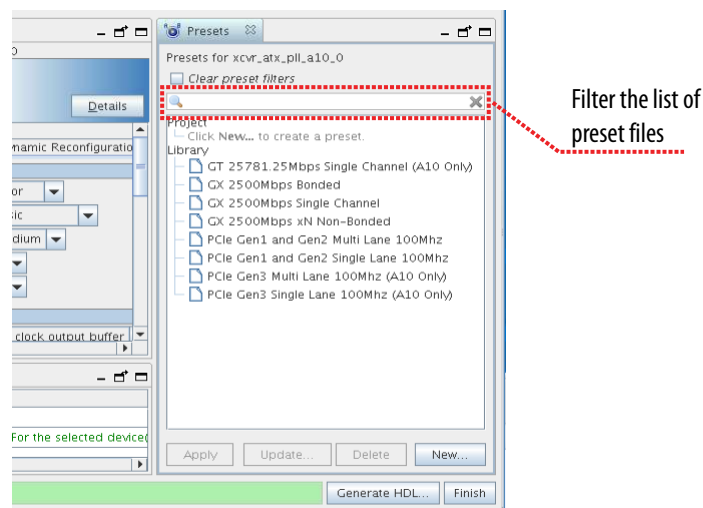 Presets
Presets for xcvr_atx_pll_a10_0
Clear preset filters
Details
Project
Click New... to create a preset.
Library
GT 25781.25Mbps Single Channel (A10 Only)
GX 2500Mbps Bonded
GX 2500Mbps Single Channel
GX 2500Mbps xN Non-Bonded
PCIe Gen1 and Gen2 Multi Lane 100Mhz
PCIe Gen1 and Gen2 Single Lane 100Mhz
PCIe Gen3 Multi Lane 100Mhz (A10 Only)
PCIe Gen3 Single Lane 100Mhz (A10 Only)
namic Reconfiguratio
or
sic
dium
clock output buffer
For the selected device(
Apply
Update...
Delete
New...
Generate HDL...
Finish
Filter the list of
preset files